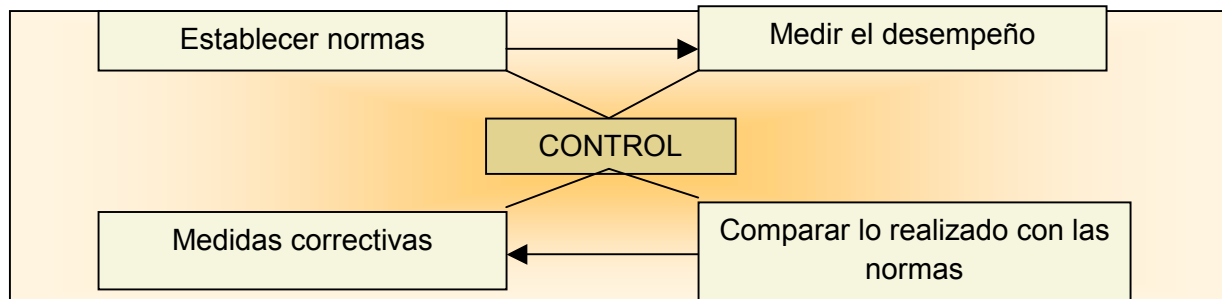 Establecer normas
Medir el desempeño
CONTROL
Medidas correctivas
Comparar lo realizado con las
normas